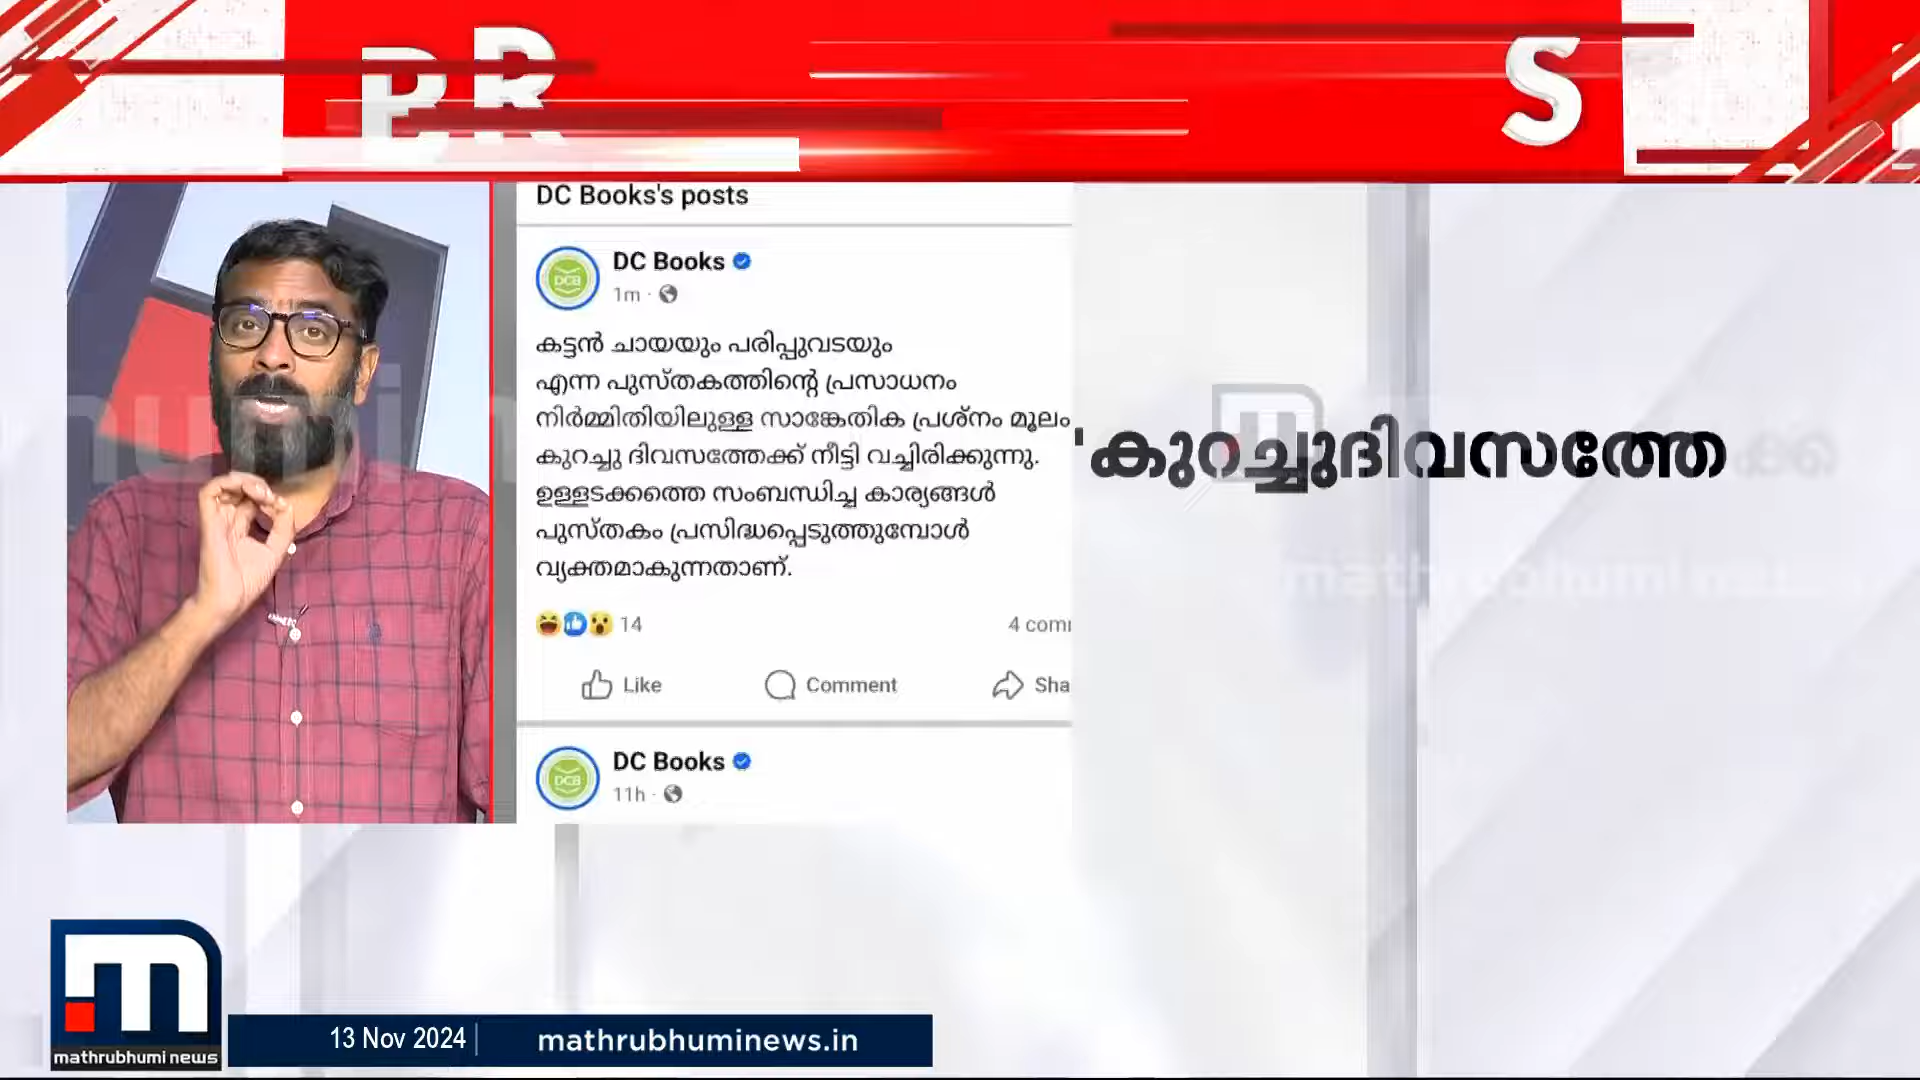 BR
S
DC Books's posts
DC Books
1m ·
കട്ടൻ ചായയും പരിപ്പുവടയും
എന്ന പുസ്തകത്തിന്റെ പ്രസാധനം
നിർമ്മിതിയിലുള്ള സാങ്കേതിക പ്രശ്നം മൂലം
കുറച്ചു ദിവസത്തേക്ക് നീട്ടി വച്ചിരിക്കുന്നു.
ഉള്ളടക്കത്തെ സംബന്ധിച്ച കാര്യങ്ങൾ
പുസ്തകം പ്രസിദ്ധപ്പെടുത്തുമ്പോൾ
വ്യക്തമാകുന്നതാണ്.
14
4 comm
Like Comment Sha
DC Books
11h ·
'കുറച്ചുദിവസത്തേ
mathrubhumi news
13 Nov 2024
mathrubhuminews.in